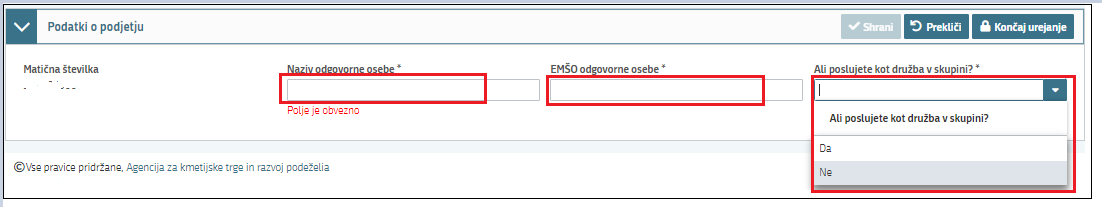 Podatki o podjetju
Shrani
Prekliči
Končaj urejanje
Matična številka
Naziv odgovorne osebe *
EMŠO odgovorne osebe *
Ali poslujete kot družba v skupini? *
Polje je obvezno
Ali poslujete kot družba v skupini?
Da
Ne
©Vse pravice pridržane, Agencija za kmetijske trge in razvoj podeželia